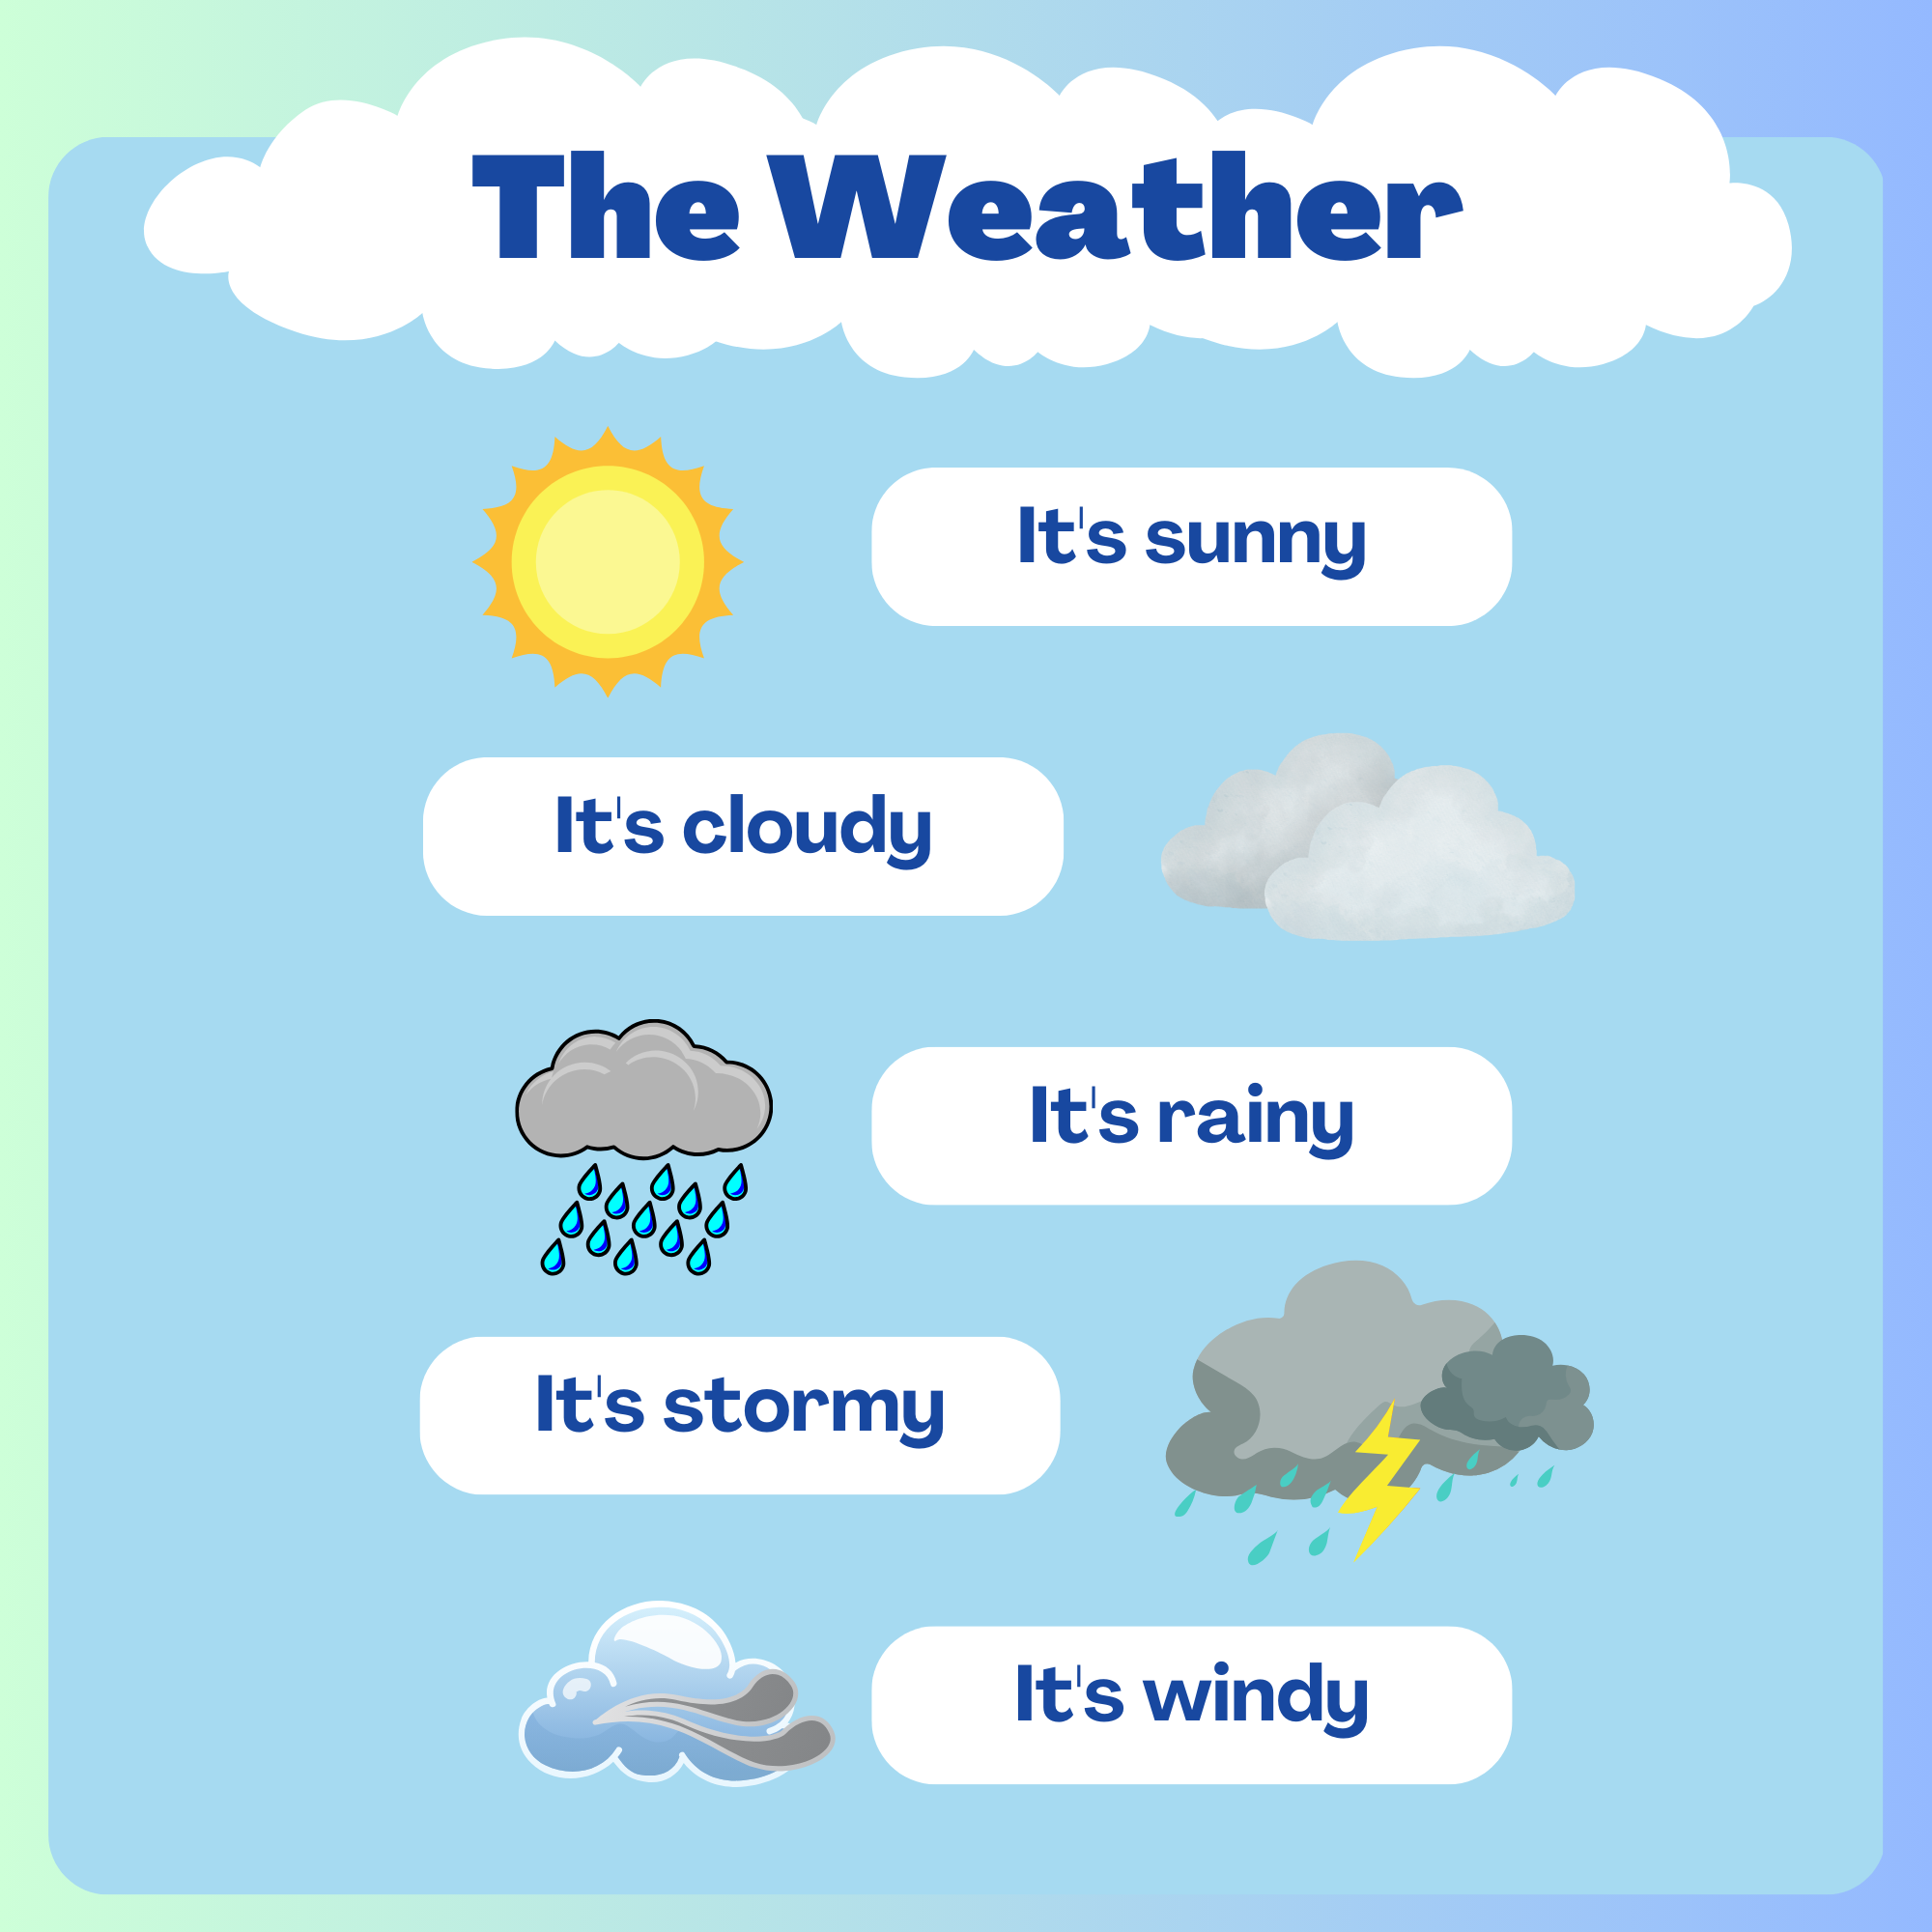 The Weather
It's sunny
It's cloudy
It's rainy
It's stormy
It's windy